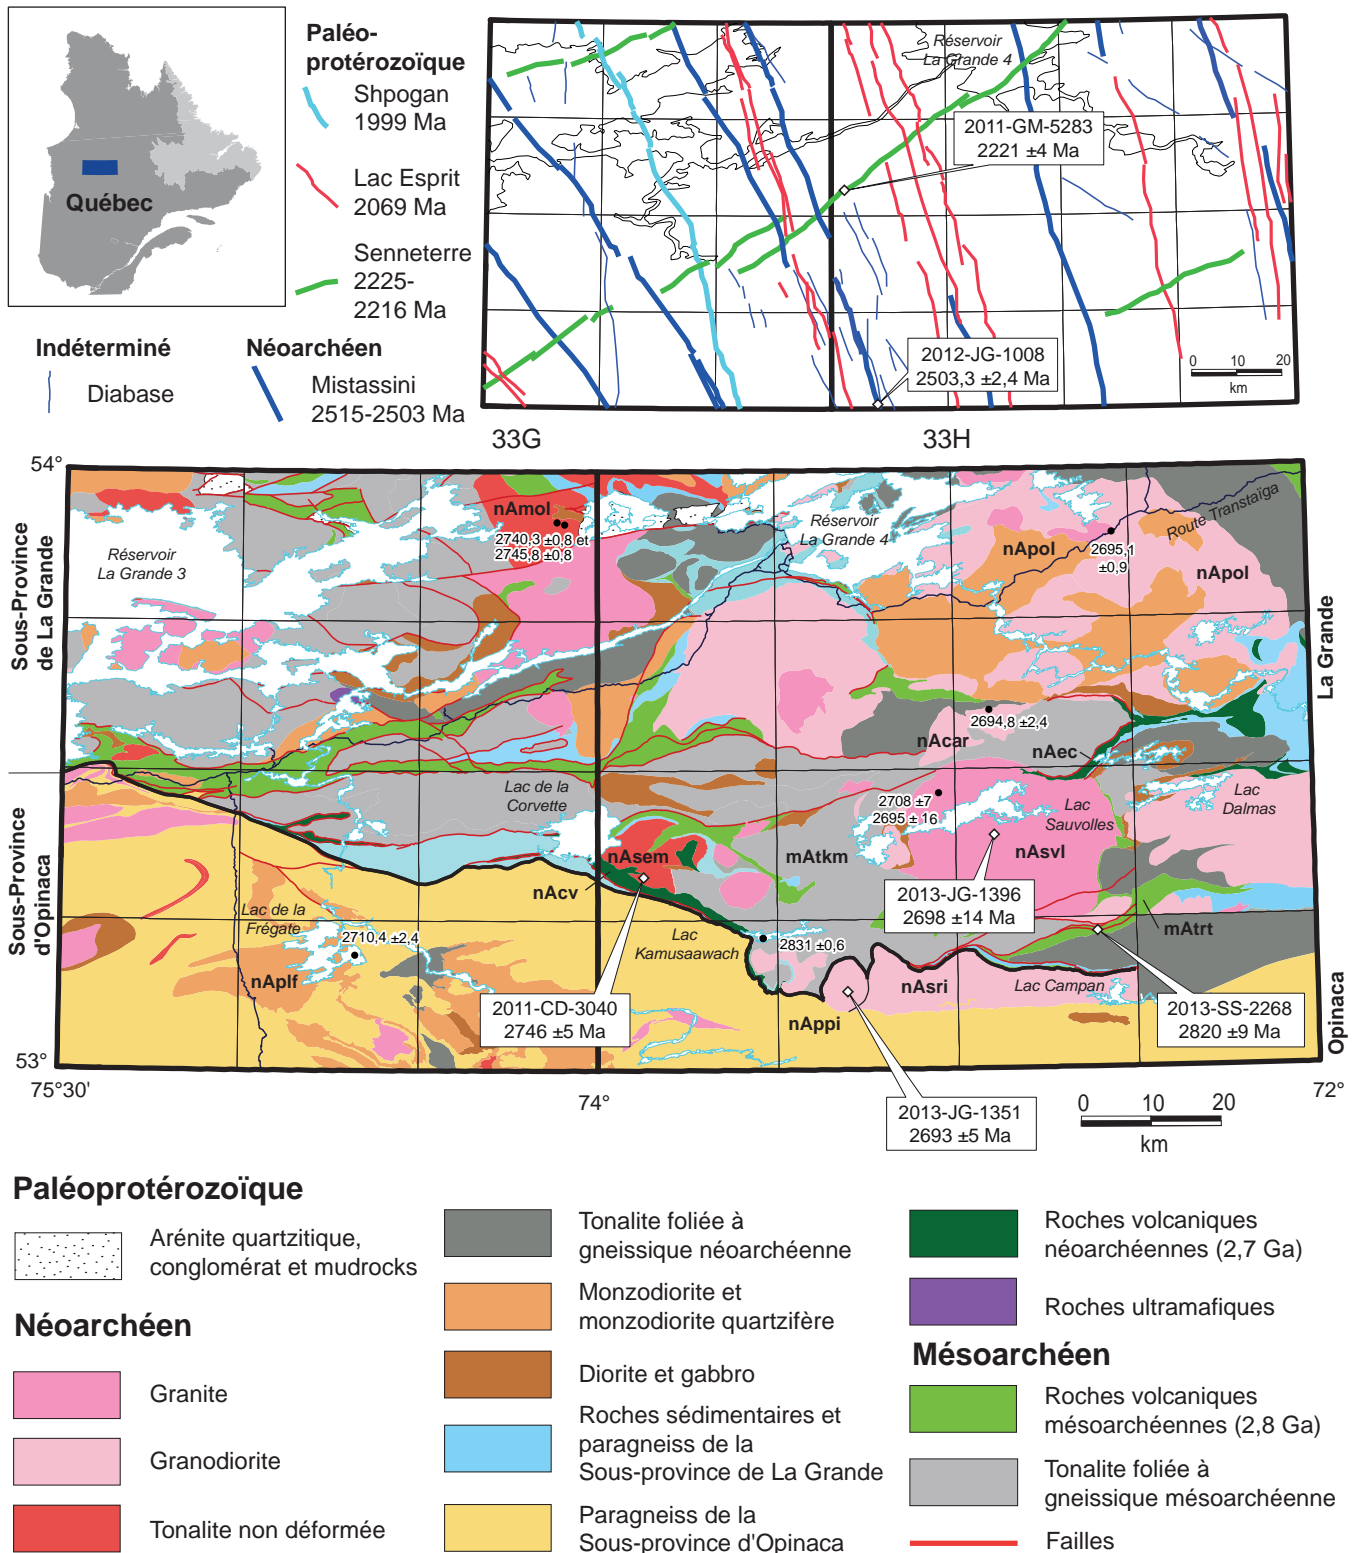 Québec
Paléo-
protérozoïque
Shpogan
1999 Ma
Lac Esprit
2069 Ma
Senneterre
2225-
2216 Ma
Indéterminé
Diabase
Néoarchéen
Mistassini
2515-2503 Ma
Réservoir
La Grande 4
2011-GM-5283
2221 ±4 Ma
2012-JG-1008
2503,3 ±2,4 Ma
0 10 20
km
33G
33H
54°
53°
75°30'
74°
72°
Sous-Province
de La Grande
Sous-Province
d'Opinaca
La Grande
Opinaca
Réservoir
La Grande 3
nAmol
2740,3 ±0,8 et
2745,8 ±0,8
Réservoir
La Grande 4
nApol
2695,1
±0,9
Route Transtaïga
nApol
2694,8 ±2,4
nAcar
nAec
Lac de la
Corvette
2708 ±7
2695 ±16
Lac
Sauvolles
Lac
Dalmas
nAsem
mAtkm
nAsvl
nAcv
2013-JG-1396
2698 ±14 Ma
mAtrt
Lac de la
Frégate
2710,4 ±2,4
Lac
Kamusaawach
2831 ±0,6
nAplf
2011-CD-3040
2746 ±5 Ma
nAppi
nAsri
Lac Campan
2013-SS-2268
2820 ±9 Ma
2013-JG-1351
2693 ±5 Ma
0 10 20
km
Paléoprotérozoïque
Arénite quartzitique,
conglomérat et mudrocks
Néoarchéen
Granite
Granodiorite
Tonalite non déformée
Tonalite foliée à
gneissique néoarchéenne
Monzodiorite et
monzodiorite quartzifère
Diorite et gabbro
Roches sédimentaires et
paragneiss de la
Sous-province de La Grande
Paragneiss de la
Sous-province d'Opinaca
Roches volcaniques
néoarchéennes (2,7 Ga)
Roches ultramafiques
Mésoarchéen
Roches volcaniques
mésoarchéennes (2,8 Ga)
Tonalite foliée à
gneissique mésoarchéenne
Failles